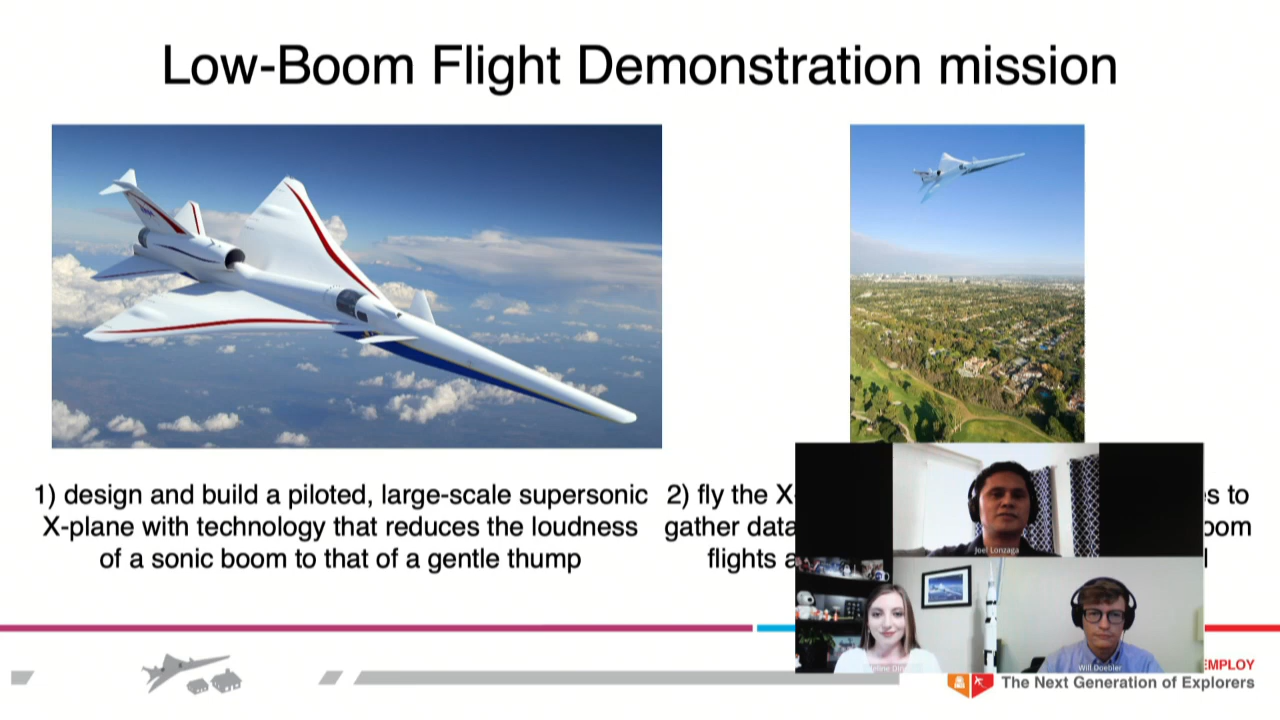 Low-Boom Flight Demonstration mission
1) design and build a piloted, large-scale supersonic
X-plane with technology that reduces the loudness
of a sonic boom to that of a gentle thump
2) fly the X-
gather data
flights
to
Joel Lonzaga
Will Doebler
EMPLOY
The Next Generation of Explorers